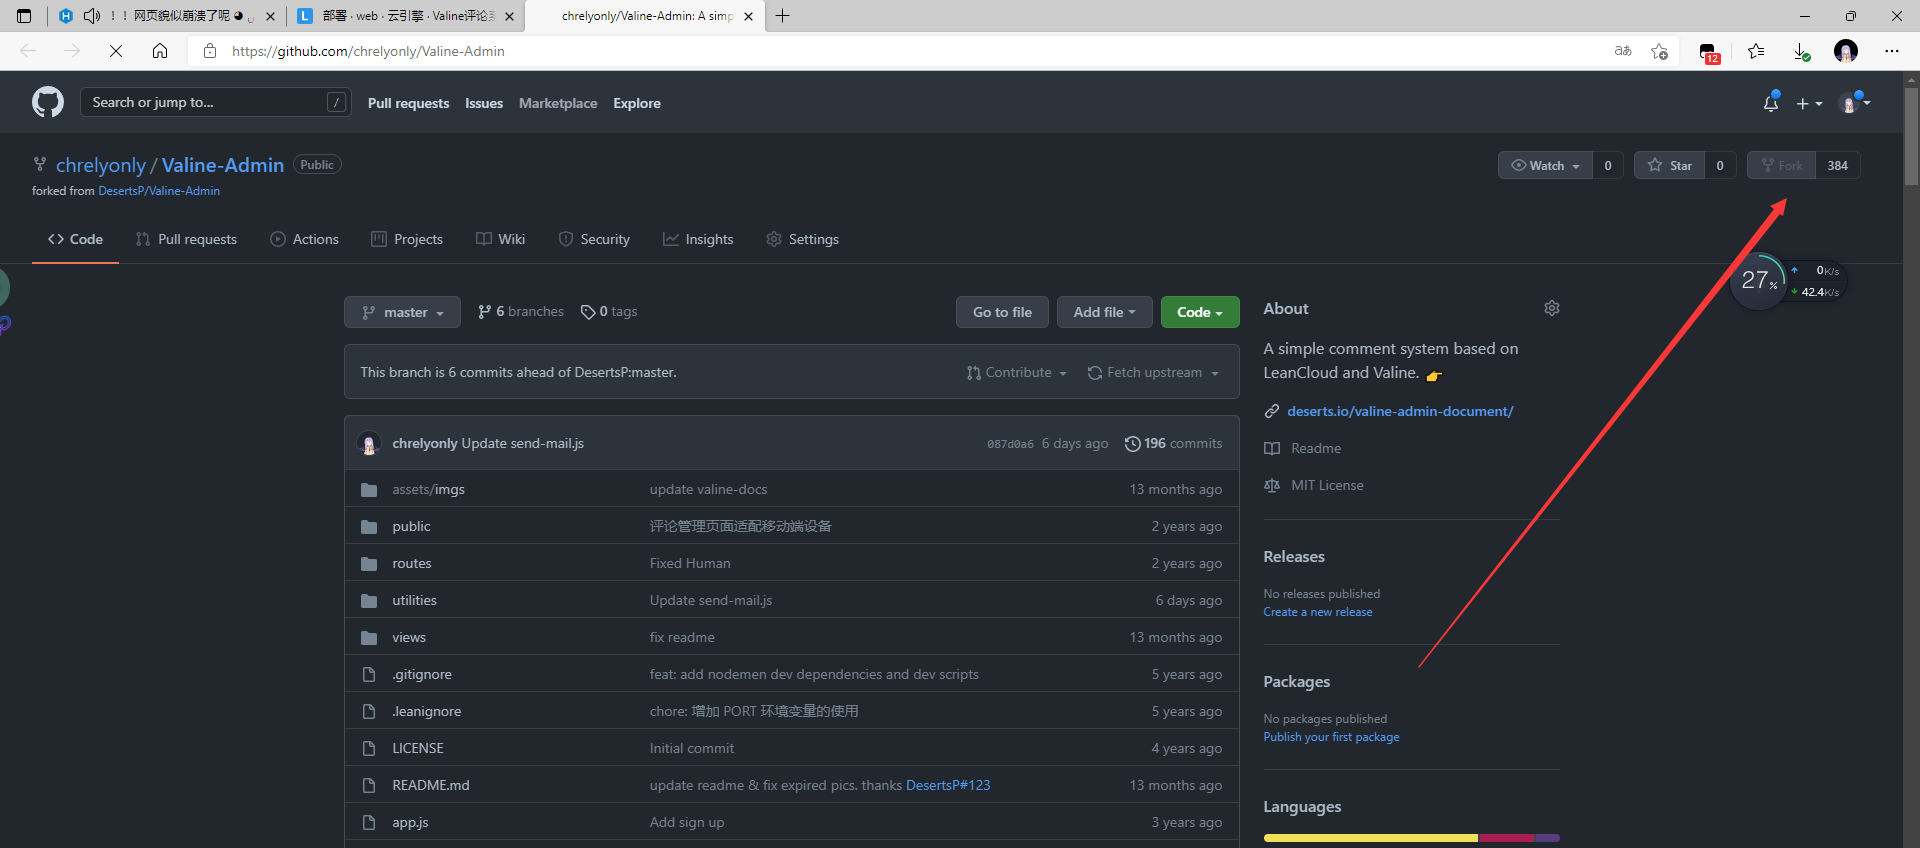 ！！网页貌似崩溃了呢
部署 · web · 云引擎 · Valine评论
chrelyonly/Valine-Admin: A simp
https://github.com/chrelyonly/Valine-Admin
aあ
12
Search or jump to...
/
Pull requests
Issues
Marketplace
Explore
chrelyonly / Valine-Admin
Public
Watch
0
Star
0
Fork
384
forked from DesertsP/Valine-Admin
Code
Pull requests
Actions
Projects
Wiki
Security
Insights
Settings
27%
0K/s
42.4K/s
master
6 branches
0 tags
Go to file
Add file
Code
This branch is 6 commits ahead of DesertsP:master.
Contribute
Fetch upstream
chrelyonly Update send-mail.js
087d0a6 6 days ago
196 commits
assets/imgs
update valine-docs
13 months ago
public
评论管理页面适配移动端设备
2 years ago
routes
Fixed Human
2 years ago
utilities
Update send-mail.js
6 days ago
views
fix readme
13 months ago
.gitignore
feat: add nodemen dev dependencies and dev scripts
5 years ago
.leanignore
chore: 增加 PORT 环境变量的使用
5 years ago
LICENSE
Initial commit
4 years ago
README.md
update readme & fix expired pics. thanks DesertsP#123
13 months ago
app.js
Add sign up
3 years ago
About
A simple comment system based on
LeanCloud and Valine. 👉
deserts.io/valine-admin-document/
Readme
MIT License
Releases
No releases published
Create a new release
Packages
No packages published
Publish your first package
Languages